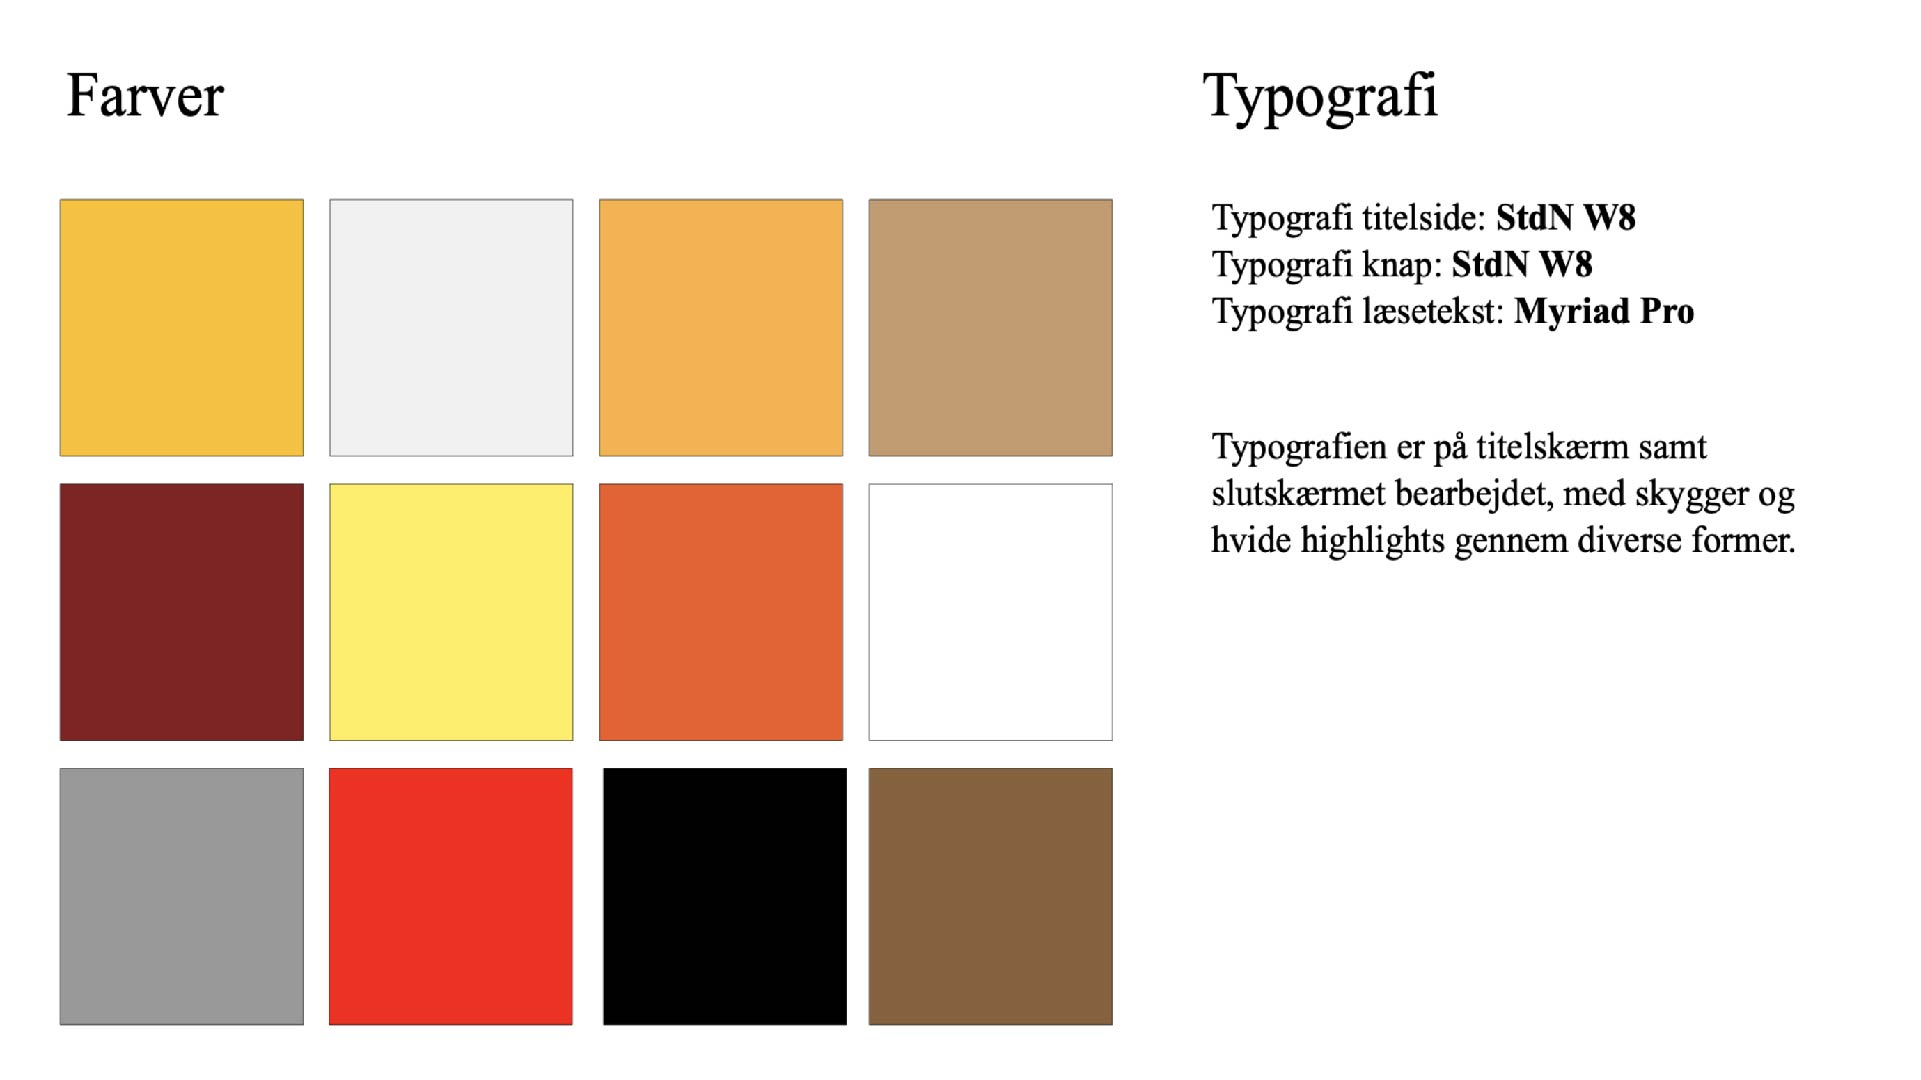 Farver
Typografi
Typografi titelside: StdN W8
Typografi knap: StdN W8
Typografi læsetekst: Myriad Pro
Typografien er på titelskærm samt
slutskærmet bearbejdet, med skygger og
hvide highlights gennem diverse former.